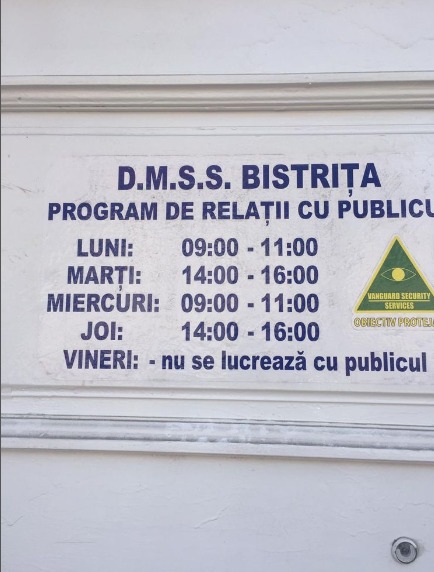 D.M.S.S. BISTRIȚA
PROGRAM DE RELAȚII CU PUBLICU
LUNI: 09:00 - 11:00
MARȚI: 14:00 - 16:00
MIERCURI: 09:00 - 11:00
JOI: 14:00 - 16:00
VINERI: - nu se lucrează cu publicul
VANGUARD SECURITY
SERVICES
OBIECTIV PROTEJA